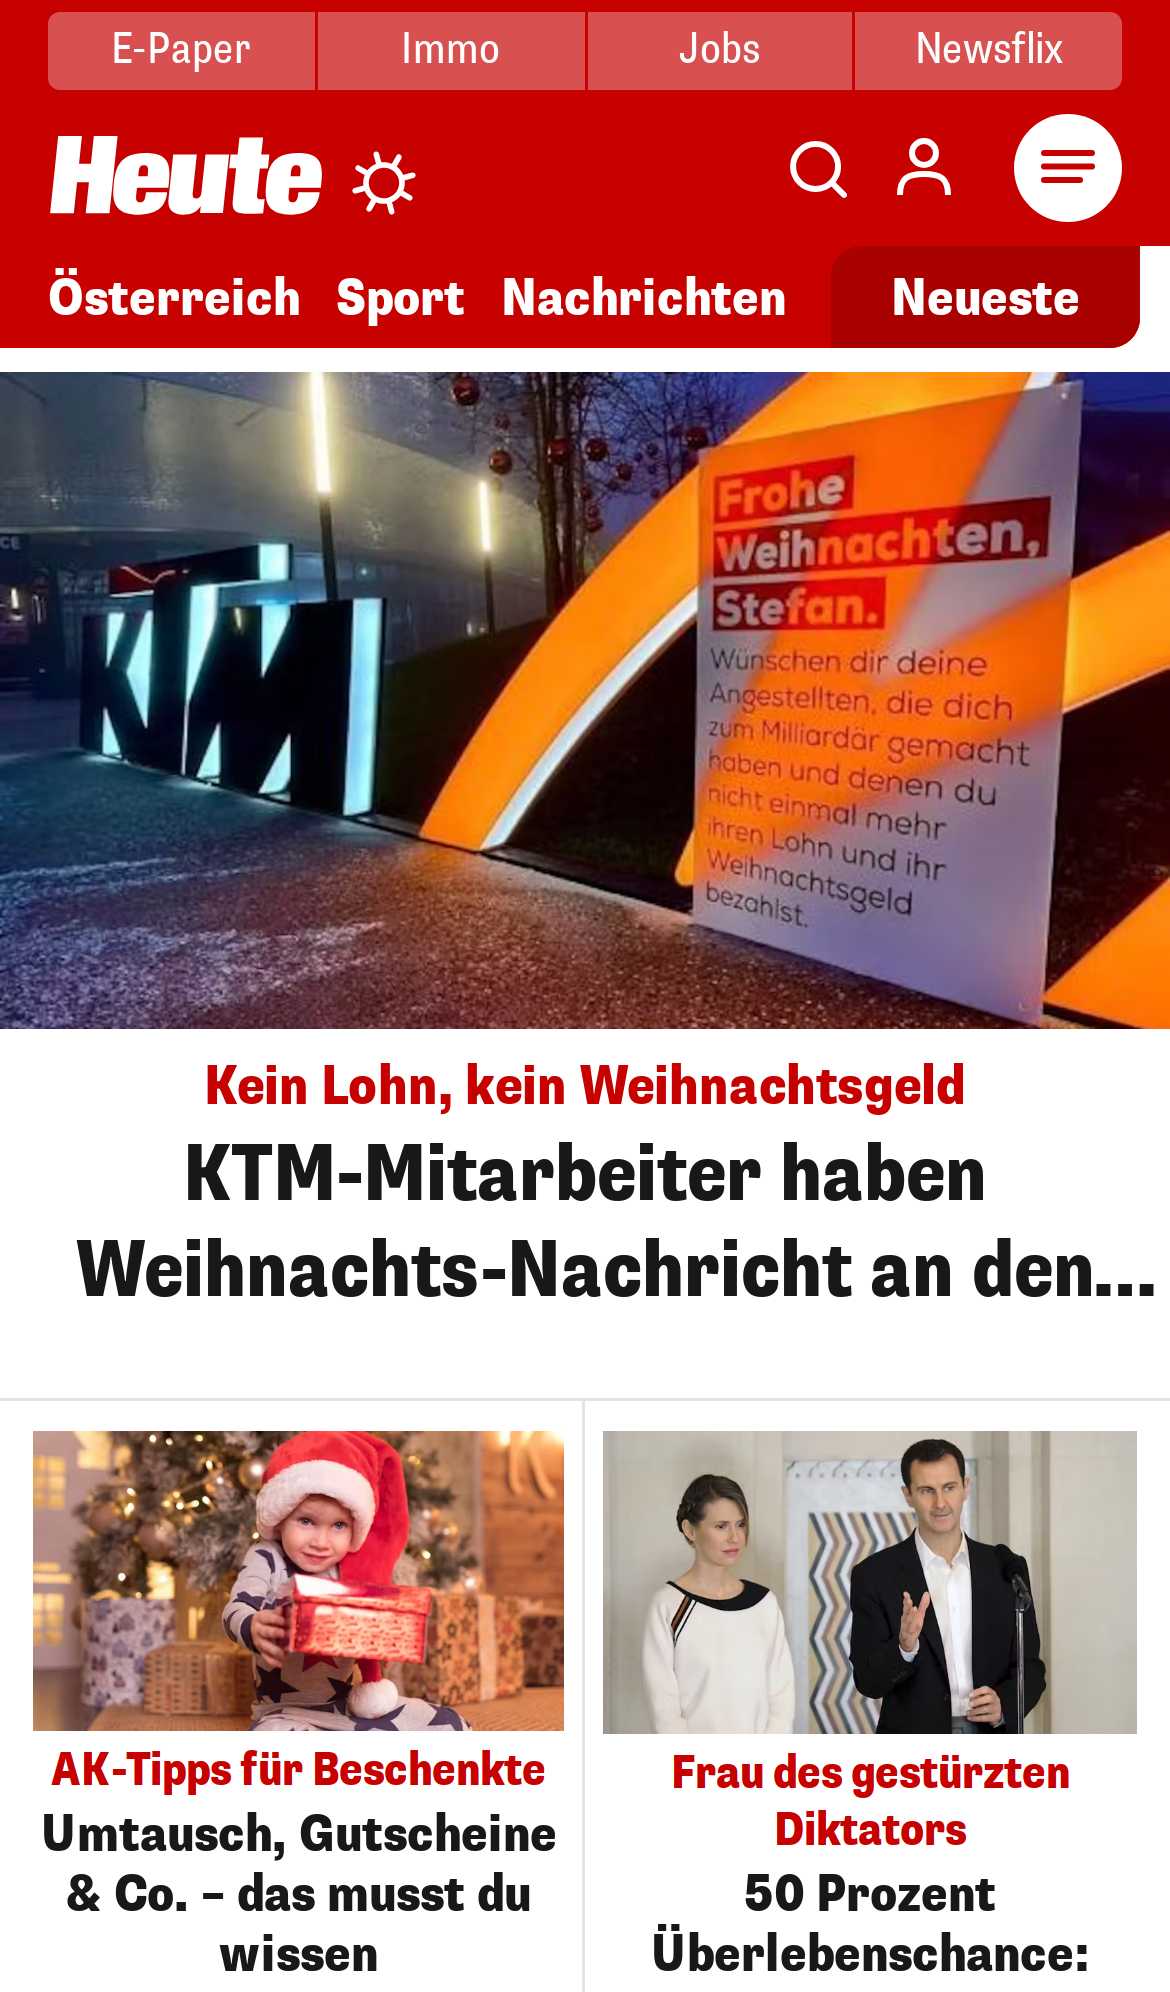 E-Paper
Immo
Jobs
Newsflix
Heute
Österreich
Sport
Nachrichten
Neueste
CE
KTM
Frohe
Weihnachten,
Stefan.
Wünschen dir deine
Angestellten, die dich
zum Milliardär gemacht
haben und denen du
nicht einmal mehr
ihren Lohn und ihr
Weihnachtsgeld
bezahlst.
Kein Lohn, kein Weihnachtsgeld
KTM-Mitarbeiter haben
Weihnachts-Nachricht an den...
AK-Tipps für Beschenkte
Umtausch, Gutscheine
& Co. – das musst du
wissen
Frau des gestürzten
Diktators
50 Prozent
Überlebenschance: